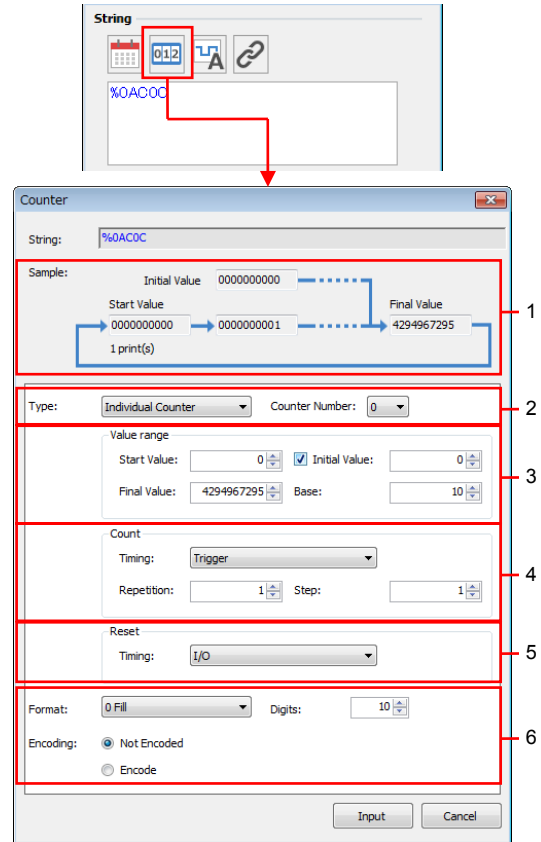 String
012
A
%0AC0C
Counter
String: %0AC0C
Sample:
Initial Value 0000000000
Start Value Final Value
0000000000 0000000001 4294967295
1 print(s)
1
Type: Individual Counter Counter Number: 0
2
Value range
Start Value: 0 Initial Value: 0
Final Value: 4294967295 Base: 10
3
Count
Timing: Trigger
Repetition: 1 Step: 1
4
Reset
Timing: I/O
5
Format: 0 Fill Digits: 10
Encoding: Not Encoded
Encode
6
Input Cancel